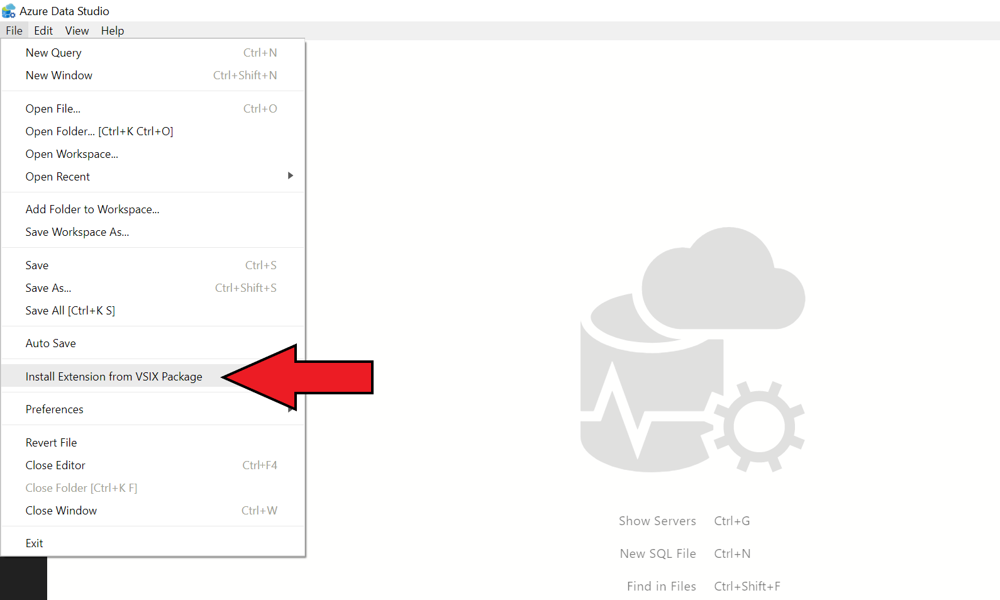 Azure Data Studio
File Edit View Help
New Query Ctrl+N
New Window Ctrl+Shift+N
Open File... Ctrl+O
Open Folder... [Ctrl+K Ctrl+O]
Open Workspace...
Open Recent
Add Folder to Workspace...
Save Workspace As...
Save Ctrl+S
Save As... Ctrl+Shift+S
Save All [Ctrl+K S]
Auto Save
Install Extension from VSIX Package
Preferences
Revert File
Close Editor Ctrl+F4
Close Folder [Ctrl+K F]
Close Window Ctrl+W
Exit
Show Servers Ctrl+G
New SQL File Ctrl+N
Find in Files Ctrl+Shift+F